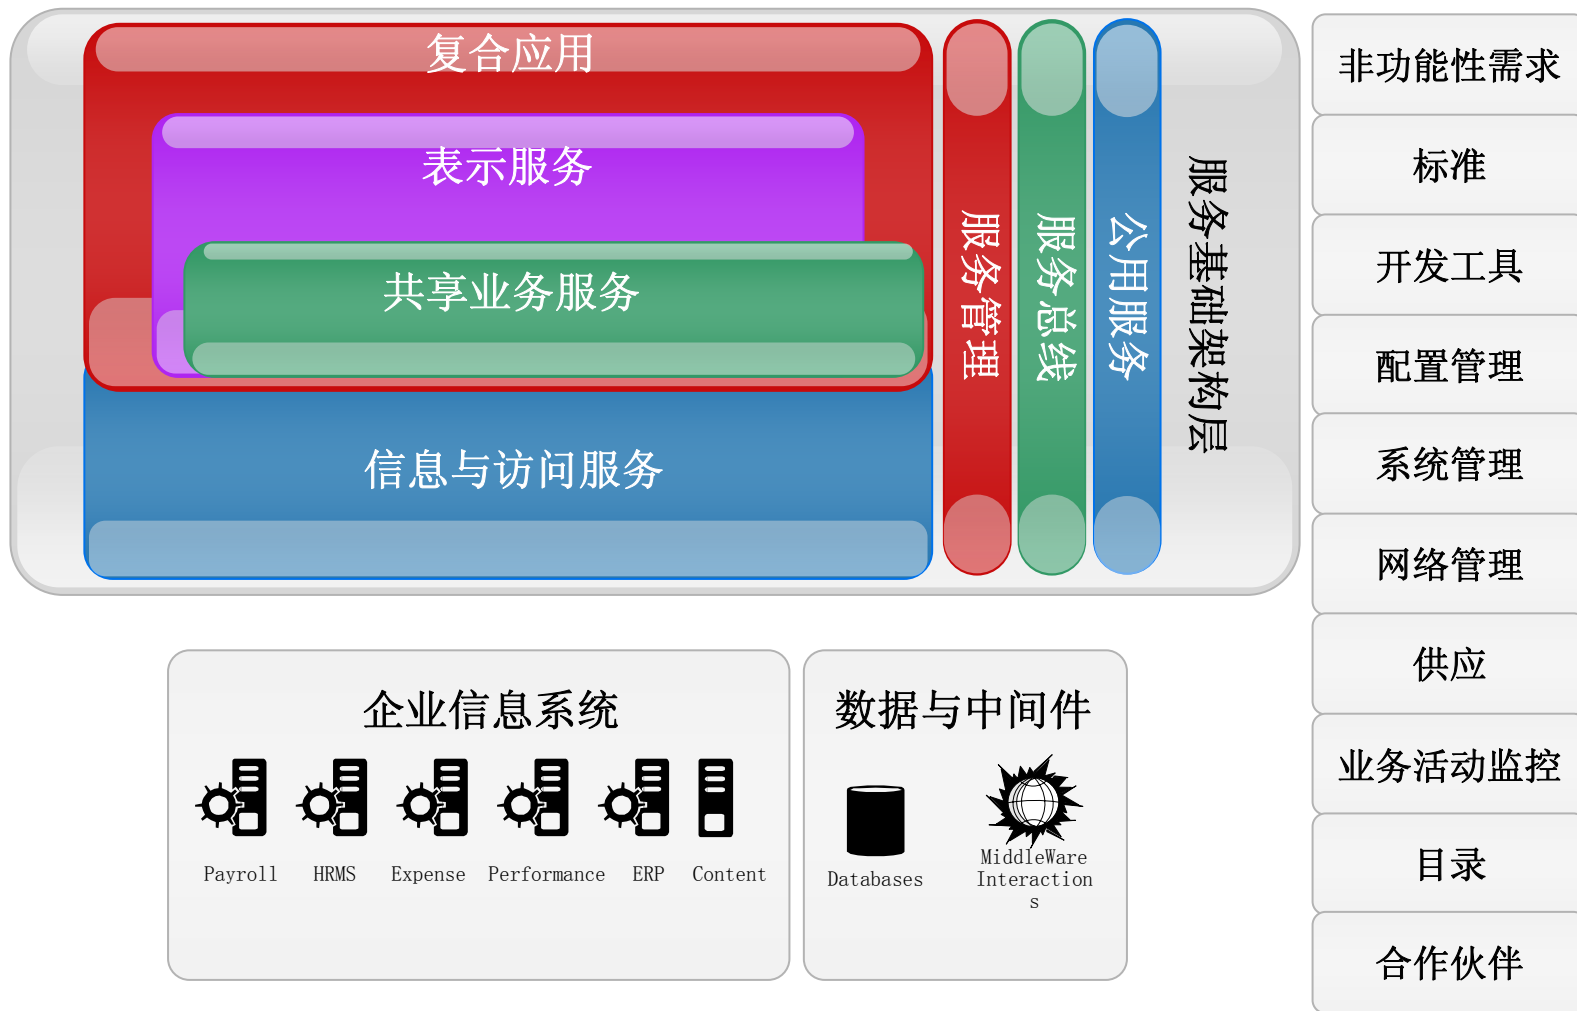 复合应用
表示服务
共享业务服务
信息与访问服务
服务管理
服务总线
公用服务
服务基础架构层
企业信息系统
Payroll
HRMS
Expense
Performance
ERP
Content
数据与中间件
Databases
MiddleWare
Interaction
s
非功能性需求
标准
开发工具
配置管理
系统管理
网络管理
供应
业务活动监控
目录
合作伙伴